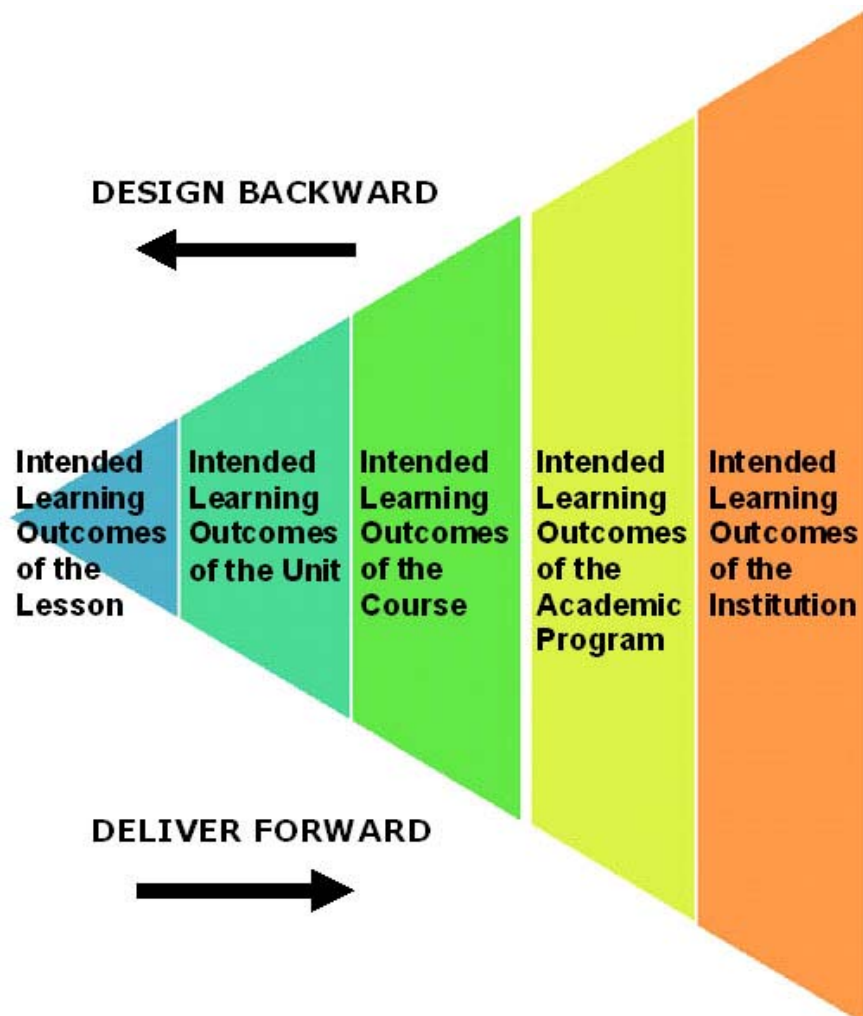 DESIGN BACKWARD
Intended
Learning
Outcomes
of the
Lesson
Intended
Learning
Outcomes
of the Unit
Intended
Learning
Outcomes
of the
Course
Intended
Learning
Outcomes
of the
Academic
Program
Intended
Learning
Outcomes
of the
Institution
DELIVER FORWARD